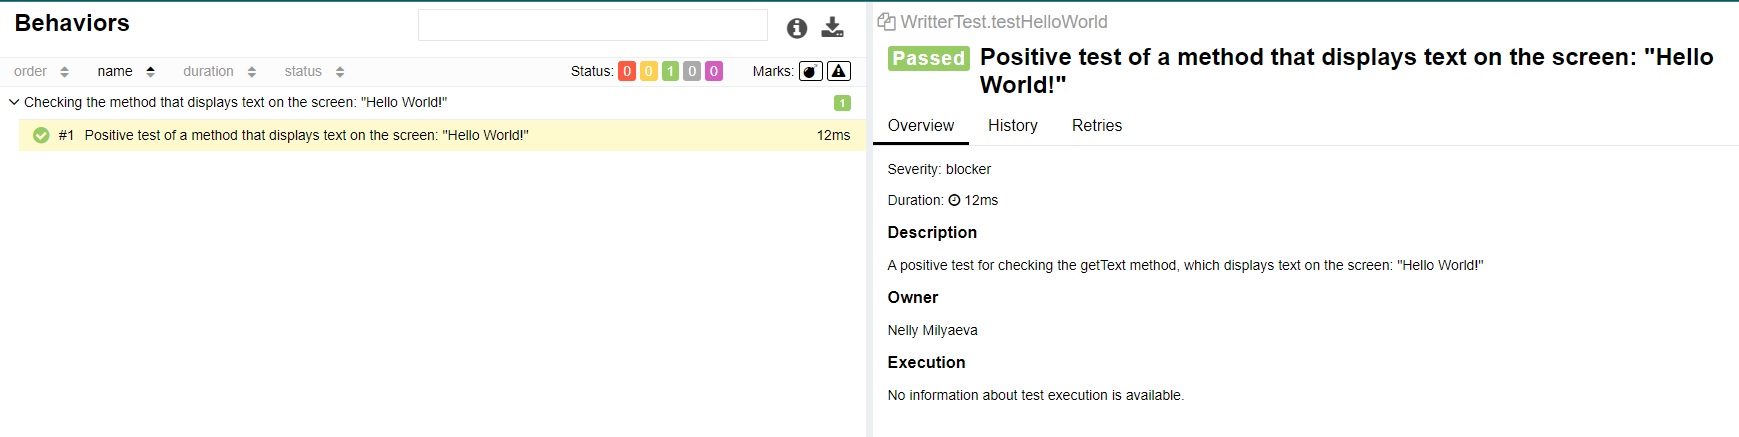 Behaviors
order name duration status Status: 0 0 1 0 0 Marks:
Checking the method that displays text on the screen: "Hello World!" 1
#1 Positive test of a method that displays text on the screen: "Hello World!" 12ms
WritterTest.testHelloWorld
Passed Positive test of a method that displays text on the screen: "Hello
World!"
Overview History Retries
Severity: blocker
Duration: 12ms
Description
A positive test for checking the getText method, which displays text on the screen: "Hello World!"
Owner
Nelly Milyaeva
Execution
No information about test execution is available.